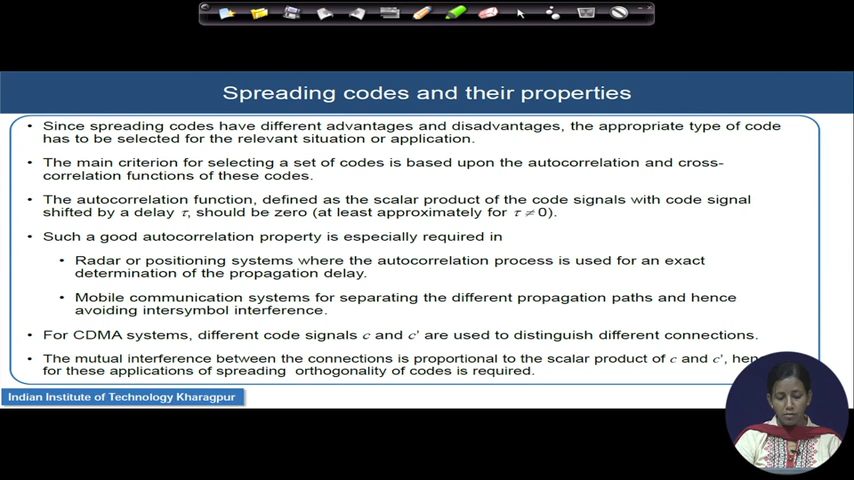 Spreading codes and their properties
• Since spreading codes have different advantages and disadvantages, the appropriate type of code
has to be selected for the relevant situation or application.
• The main criterion for selecting a set of codes is based upon the autocorrelation and cross-
correlation functions of these codes.
• The autocorrelation function, defined as the scalar product of the code signals with code signal
shifted by a delay τ, should be zero (at least approximately for τ ≠ 0).
• Such a good autocorrelation property is especially required in
• Radar or positioning systems where the autocorrelation process is used for an exact
determination of the propagation delay.
• Mobile communication systems for separating the different propagation paths and hence
avoiding intersymbol interference.
• For CDMA systems, different code signals c and c' are used to distinguish different connections.
• The mutual interference between the connections is proportional to the scalar product of c and c', hen
for these applications of spreading orthogonality of codes is required.
Indian Institute of Technology Kharagpur